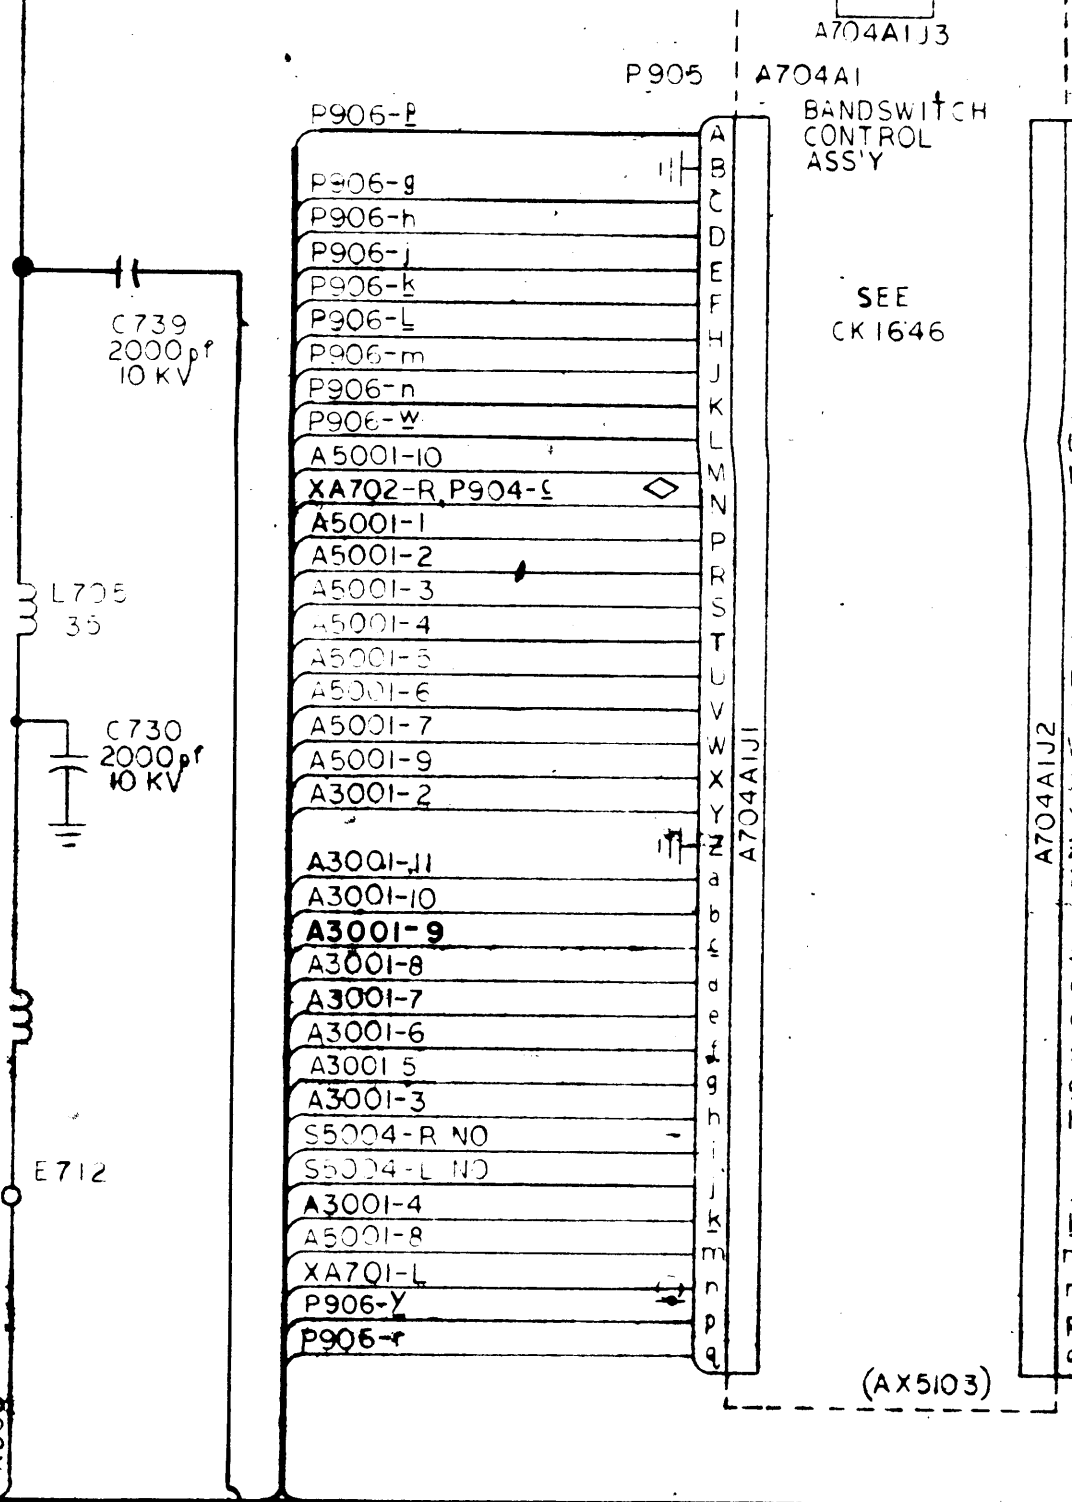 A704A1J3
P905
A704A1
BANDSWITCH
CONTROL
ASS'Y
P906-P
A
B
P906-g
C
P906-h
D
P906-j
E
P906-k
F
P906-L
H
P906-m
J
P906-n
K
P906-w
L
A5001-10
M
XA702-R, P904-c
N
A5001-1
P
A5001-2
R
A5001-3
S
A5001-4
T
A5001-5
U
A5001-6
V
A5001-7
W
A5001-9
X
A3001-2
Y
Z
A3001-11
a
A3001-10
b
A3001-9
c
A3001-8
d
A3001-7
e
A3001-6
f
A3001 5
g
A3001-3
h
S5004-R NO
i
S5004-L NO
j
A3001-4
k
A5001-8
m
XA701-L
n
P906-Y
p
P906-r
q
SEE
CK1646
C739
2000pf
10 KV
L705
35
C730
2000pf
10 KV
E712
A704A1J1
A704A1J2
(AX5103)